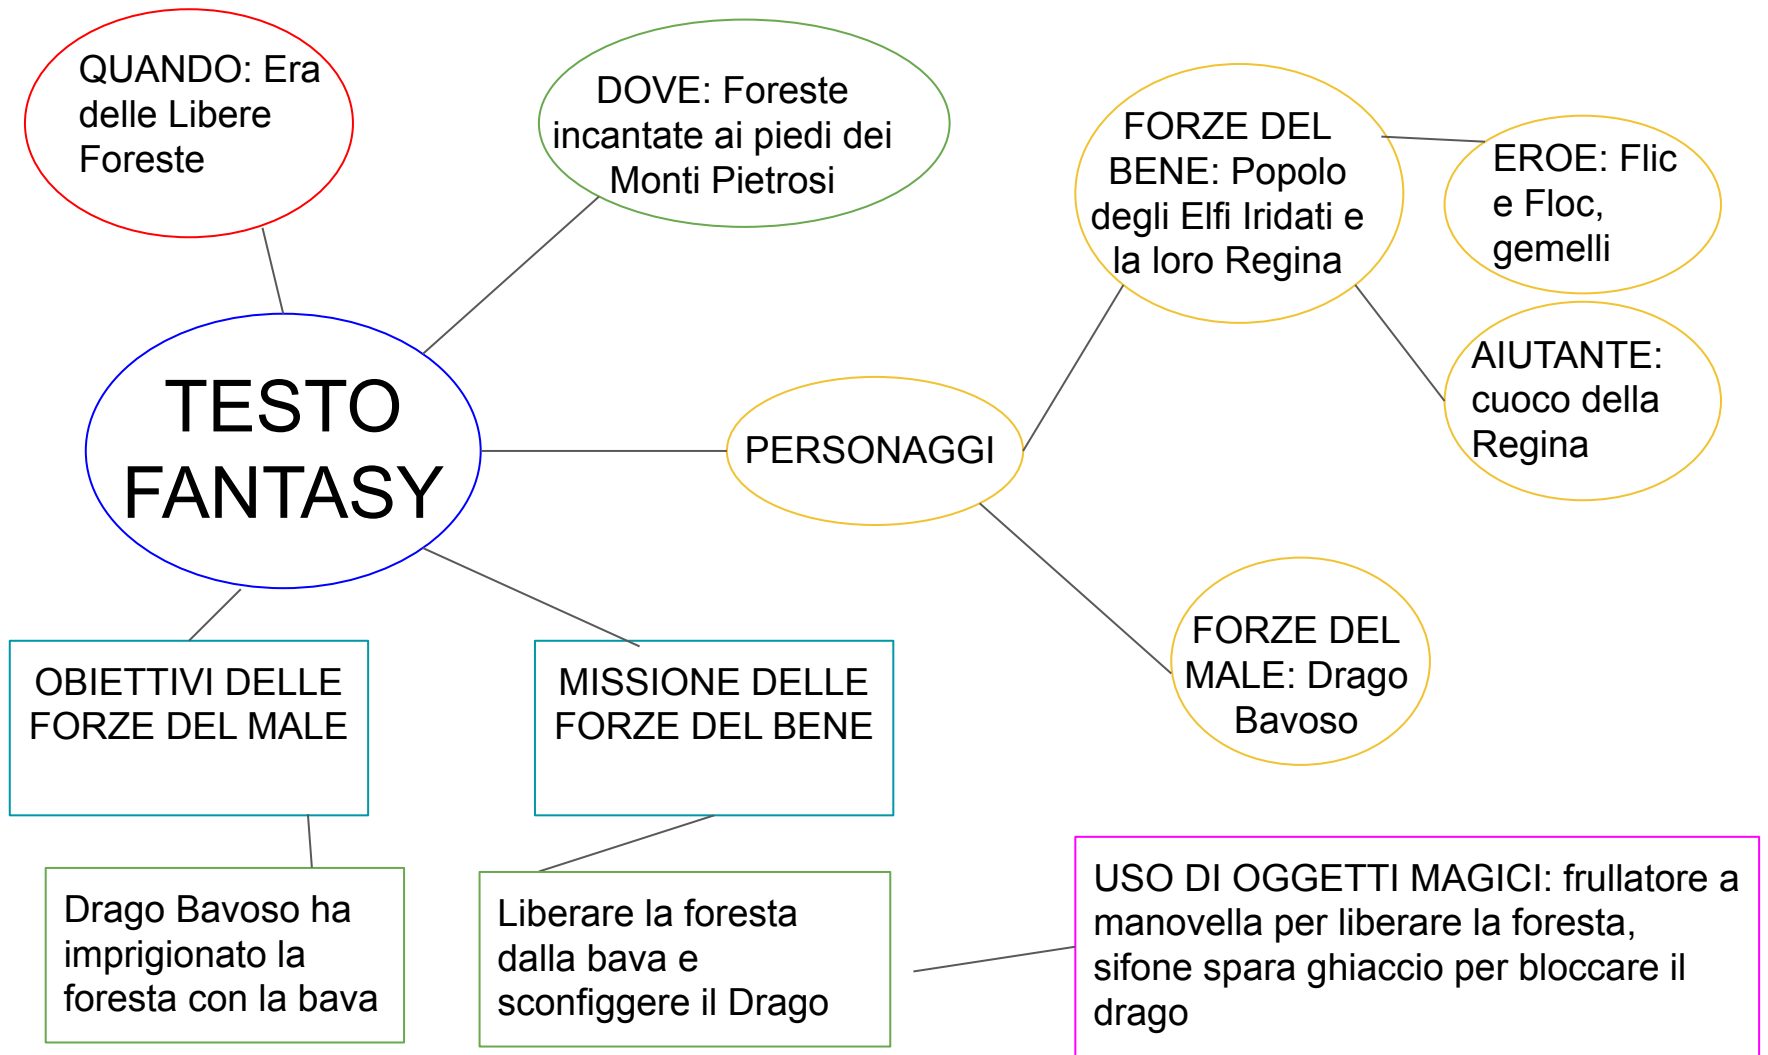 QUANDO: Era
delle Libere
Foreste
DOVE: Foreste
incantate ai piedi dei
Monti Pietrosi
FORZE DEL
BENE: Popolo
degli Elfi Iridati e
la loro Regina
EROE: Flic
e Floc,
gemelli
AIUTANTE:
cuoco della
Regina
TESTO
FANTASY
PERSONAGGI
FORZE DEL
MALE: Drago
Bavoso
OBIETTIVI DELLE
FORZE DEL MALE
MISSIONE DELLE
FORZE DEL BENE
Drago Bavoso ha
imprigionato la
foresta con la bava
Liberare la foresta
dalla bava e
sconfiggere il Drago
USO DI OGGETTI MAGICI: frullatore a
manovella per liberare la foresta,
sifone spara ghiaccio per bloccare il
drago